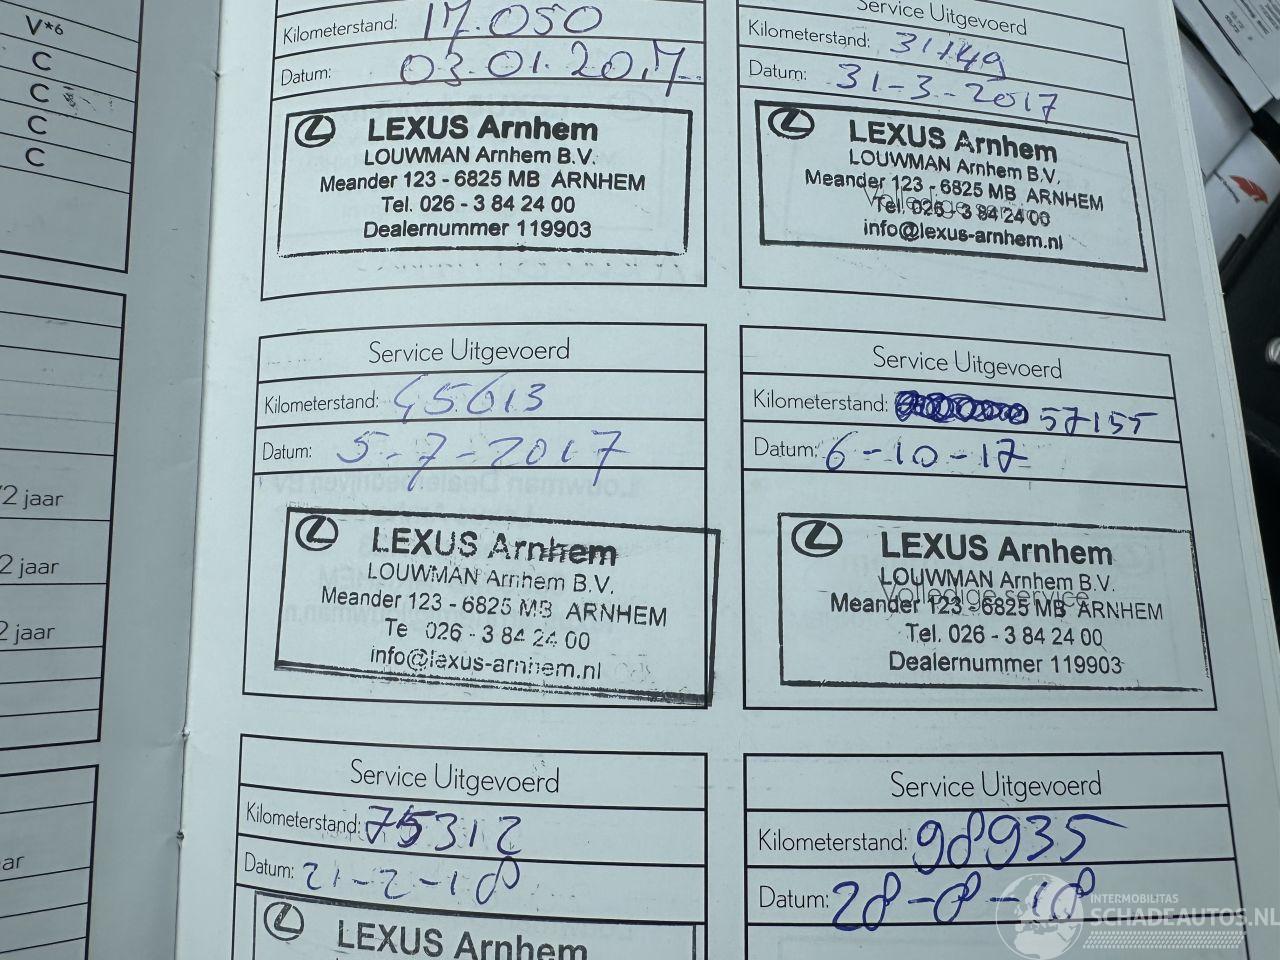 V*6
C
C
C
C
2 jaar
2 jaar
2 jaar
ar
Kilometerstand: 17.050
Datum: 03.01.2017
LEXUS Arnhem
LOUWMAN Arnhem B.V.
Meander 123 - 6825 MB ARNHEM
Tel. 026 - 3 84 24 00
Dealernummer 119903
Service Uitgevoerd
Kilometerstand: 31149
Datum: 31-3-2017
LEXUS Arnhem
LOUWMAN Arnhem B.V.
Meander 123 - 6825 MB ARNHEM
Volledige service
Tel. 026 - 3 84 24 00
info@lexus-arnhem.nl
Service Uitgevoerd
Kilometerstand: 45613
Datum: 5-7-2017
LEXUS Arnhem
LOUWMAN Arnhem B.V.
Meander 123 - 6825 MB ARNHEM
Te 026 - 3 84 24 00
info@lexus-arnhem.nl
Service Uitgevoerd
Kilometerstand: 57155
Datum: 6-10-17
LEXUS Arnhem
LOUWMAN Arnhem B.V.
Volledige service
Meander 123 - 6825 MB ARNHEM
Tel. 026 - 3 84 24 00
Dealernummer 119903
Service Uitgevoerd
Kilometerstand: 75312
Datum: 21-2-18
LEXUS Arnhem
Service Uitgevoerd
Kilometerstand: 98935
Datum: 28-8-18
INTERMOBILITAS
SCHADEAUTOS.NL